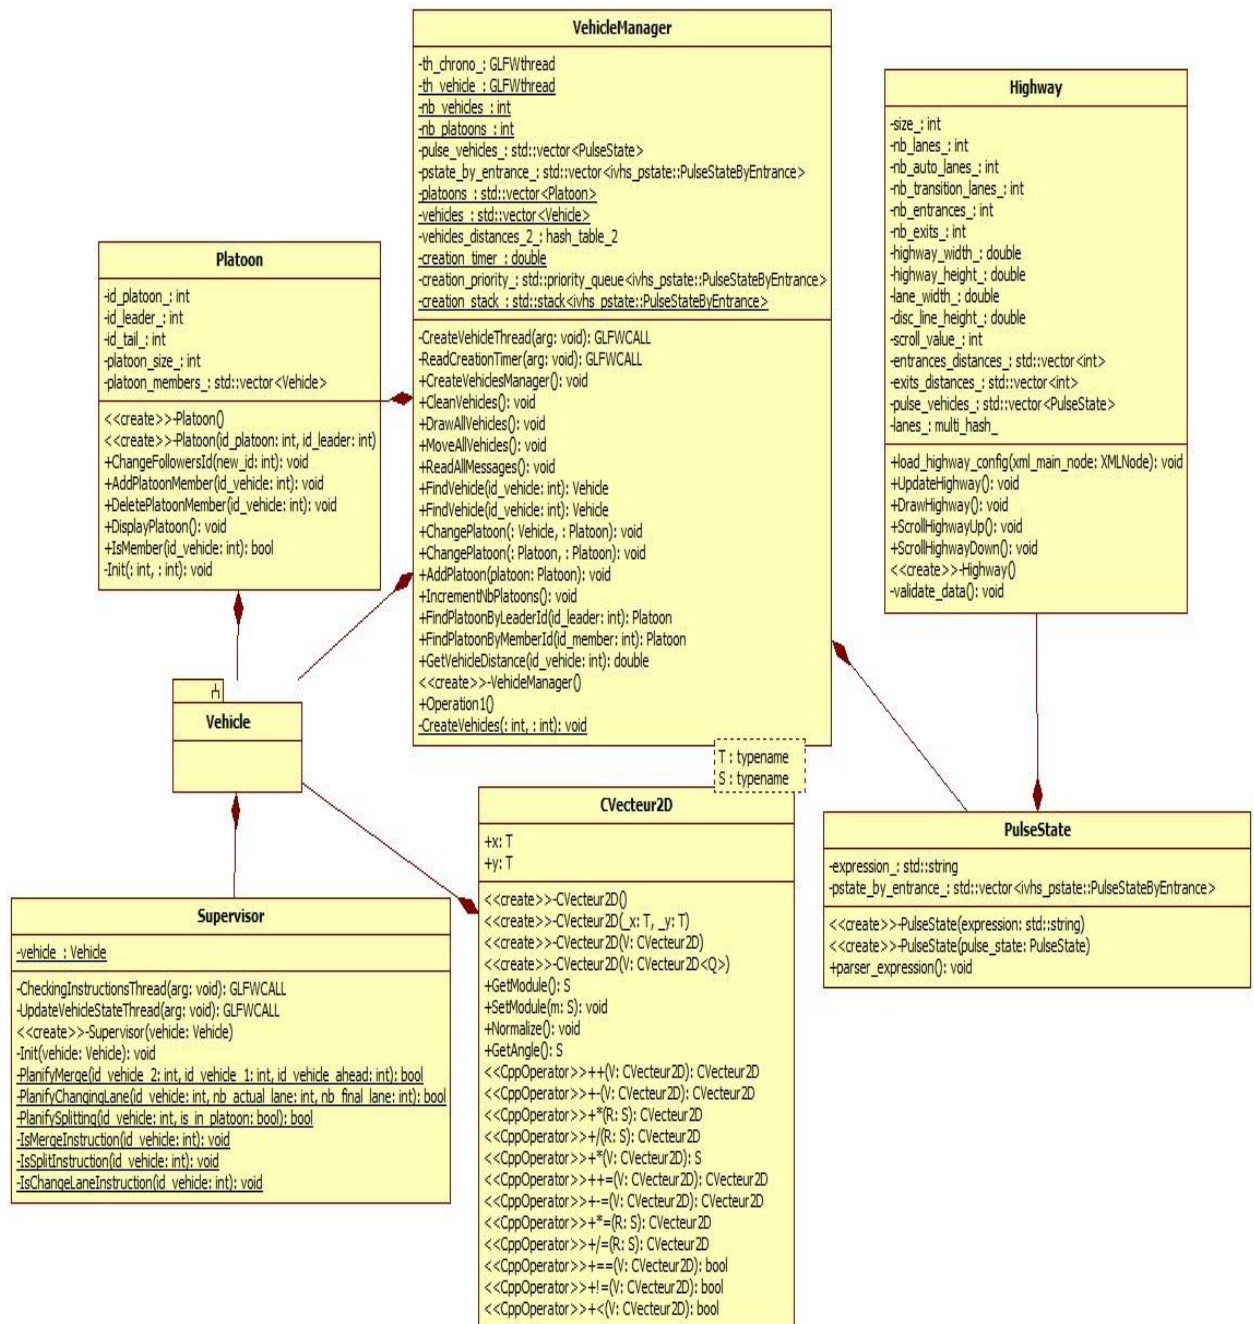 VehicleManager
-th_chrono_: GLFWthread
-th_vehicle_: GLFWthread
-nb_vehicles_: int
-nb_platoons_: int
-pulse_vehicles_: std::vector<PulseState>
-pstate_by_entrance_: std::vector<ivhs_pstate::PulseStateByEntrance>
-platoons_: std::vector<Platoon>
-vehicles_: std::vector<Vehicle>
-vehicles_distances_2_: hash_table_2
-creation_timer_: double
-creation_priority_: std::priority_queue<ivhs_pstate::PulseStateByEntrance>
-creation_stack_: std::stack<ivhs_pstate::PulseStateByEntrance>
-CreateVehicleThread(arg: void): GLFWCALL
-ReadCreationTimer(arg: void): GLFWCALL
+CreateVehiclesManager(): void
+CleanVehicles(): void
+DrawAllVehicles(): void
+MoveAllVehicles(): void
+ReadAllMessages(): void
+FindVehicle(id_vehicle: int): Vehicle
+FindVehicle(id_vehicle: int): Vehicle
+ChangePlatoon(: Vehicle, : Platoon): void
+ChangePlatoon(: Platoon, : Platoon): void
+AddPlatoon(platoon: Platoon): void
+IncrementNbPlatoons(): void
+FindPlatoonByLeaderId(id_leader: int): Platoon
+FindPlatoonByMemberId(id_member: int): Platoon
+GetVehicleDistance(id_vehicle: int): double
<<create>>-VehicleManager()
+Operation1()
-CreateVehicles(: int, : int): void
Highway
-size_: int
-nb_lanes_: int
-nb_auto_lanes_: int
-nb_transition_lanes_: int
-nb_entrances_: int
-nb_exits_: int
-highway_width_: double
-highway_height_: double
-lane_width_: double
-disc_line_height_: double
-scroll_value_: int
-entrances_distances_: std::vector<int>
-exits_distances_: std::vector<int>
-pulse_vehicles_: std::vector<PulseState>
-lanes_: multi_hash_
+load_highway_config(xml_main_node: XMLNode): void
+UpdateHighway(): void
+DrawHighway(): void
+ScrollHighwayUp(): void
+ScrollHighwayDown(): void
<<create>>-Highway()
-validate_data(): void
Platoon
-id_platoon_: int
-id_leader_: int
-id_tail_: int
-platoon_size_: int
-platoon_members_: std::vector<Vehicle>
<<create>>-Platoon()
<<create>>-Platoon(id_platoon: int, id_leader: int)
+ChangeFollowersId(new_id: int): void
+AddPlatoonMember(id_vehicle: int): void
+DeletePlatoonMember(id_vehicle: int): void
+DisplayPlatoon(): void
+IsMember(id_vehicle: int): bool
-Init(: int, : int): void
Vehicle
T : typename
S : typename
CVecteur2D
+x: T
+y: T
<<create>>-CVecteur2D()
<<create>>-CVecteur2D(_x: T, _y: T)
<<create>>-CVecteur2D(V: CVecteur2D)
<<create>>-CVecteur2D(V: CVecteur2D<Q>)
+GetModule(): S
+SetModule(m: S): void
+Normalize(): void
+GetAngle(): S
<<CppOperator>>++(V: CVecteur2D): CVecteur2D
<<CppOperator>>+-(V: CVecteur2D): CVecteur2D
<<CppOperator>>+*(R: S): CVecteur2D
<<CppOperator>>+/(R: S): CVecteur2D
<<CppOperator>>+*(V: CVecteur2D): S
<<CppOperator>>++=(V: CVecteur2D): CVecteur2D
<<CppOperator>>+-=(V: CVecteur2D): CVecteur2D
<<CppOperator>>+*=(R: S): CVecteur2D
<<CppOperator>>+/=(R: S): CVecteur2D
<<CppOperator>>+==(V: CVecteur2D): bool
<<CppOperator>>+!=(V: CVecteur2D): bool
<<CppOperator>>+<(V: CVecteur2D): bool
PulseState
-expression_: std::string
-pstate_by_entrance_: std::vector<ivhs_pstate::PulseStateByEntrance>
<<create>>-PulseState(expression: std::string)
<<create>>-PulseState(pulse_state: PulseState)
+parser_expression(): void
Supervisor
-vehicle_: Vehicle
-CheckingInstructionsThread(arg: void): GLFWCALL
-UpdateVehicleStateThread(arg: void): GLFWCALL
<<create>>-Supervisor(vehicle: Vehicle)
-Init(vehicle: Vehicle): void
-PlanifyMerge(id_vehicle_2: int, id_vehicle_1: int, id_vehicle_ahead: int): bool
-PlanifyChangingLane(id_vehicle: int, nb_actual_lane: int, nb_final_lane: int): bool
-PlanifySplitting(id_vehicle: int, is_in_platoon: bool): bool
-IsMergeInstruction(id_vehicle: int): void
-IsSplitInstruction(id_vehicle: int): void
-IsChangeLaneInstruction(id_vehicle: int): void